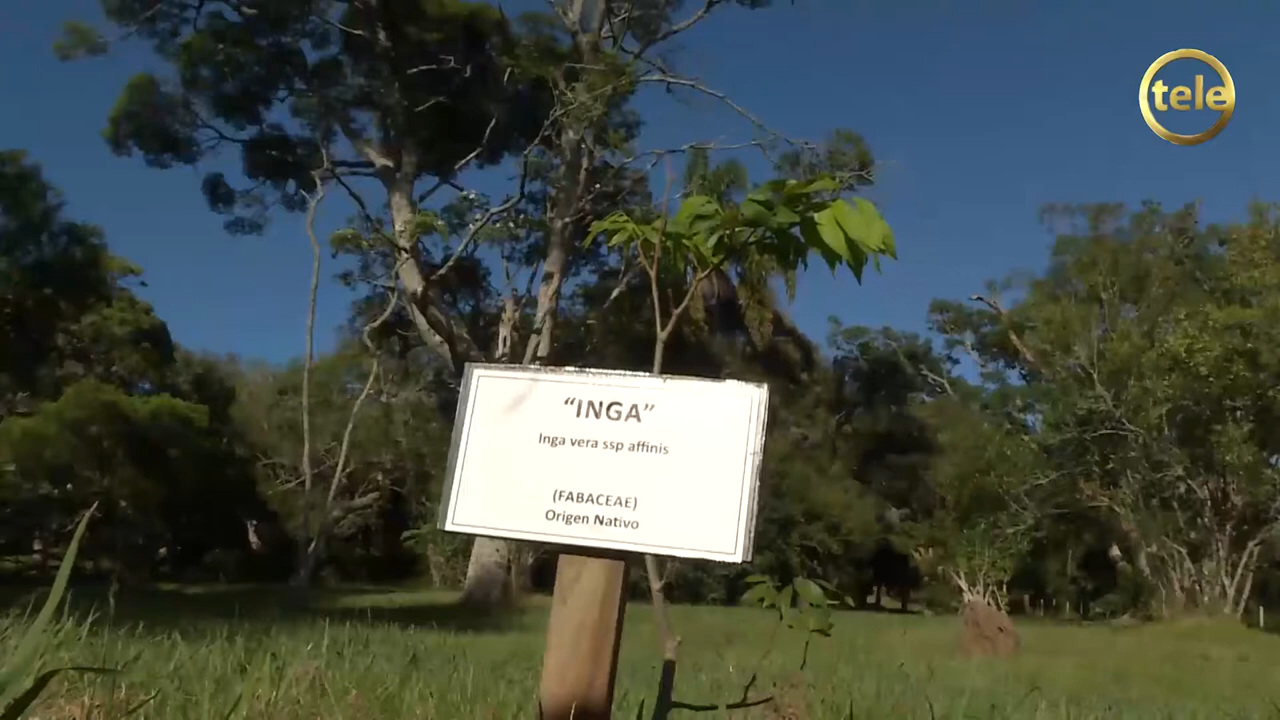 tele
“INGA”
Inga vera ssp affinis
(FABACEAE)
Origen Nativo